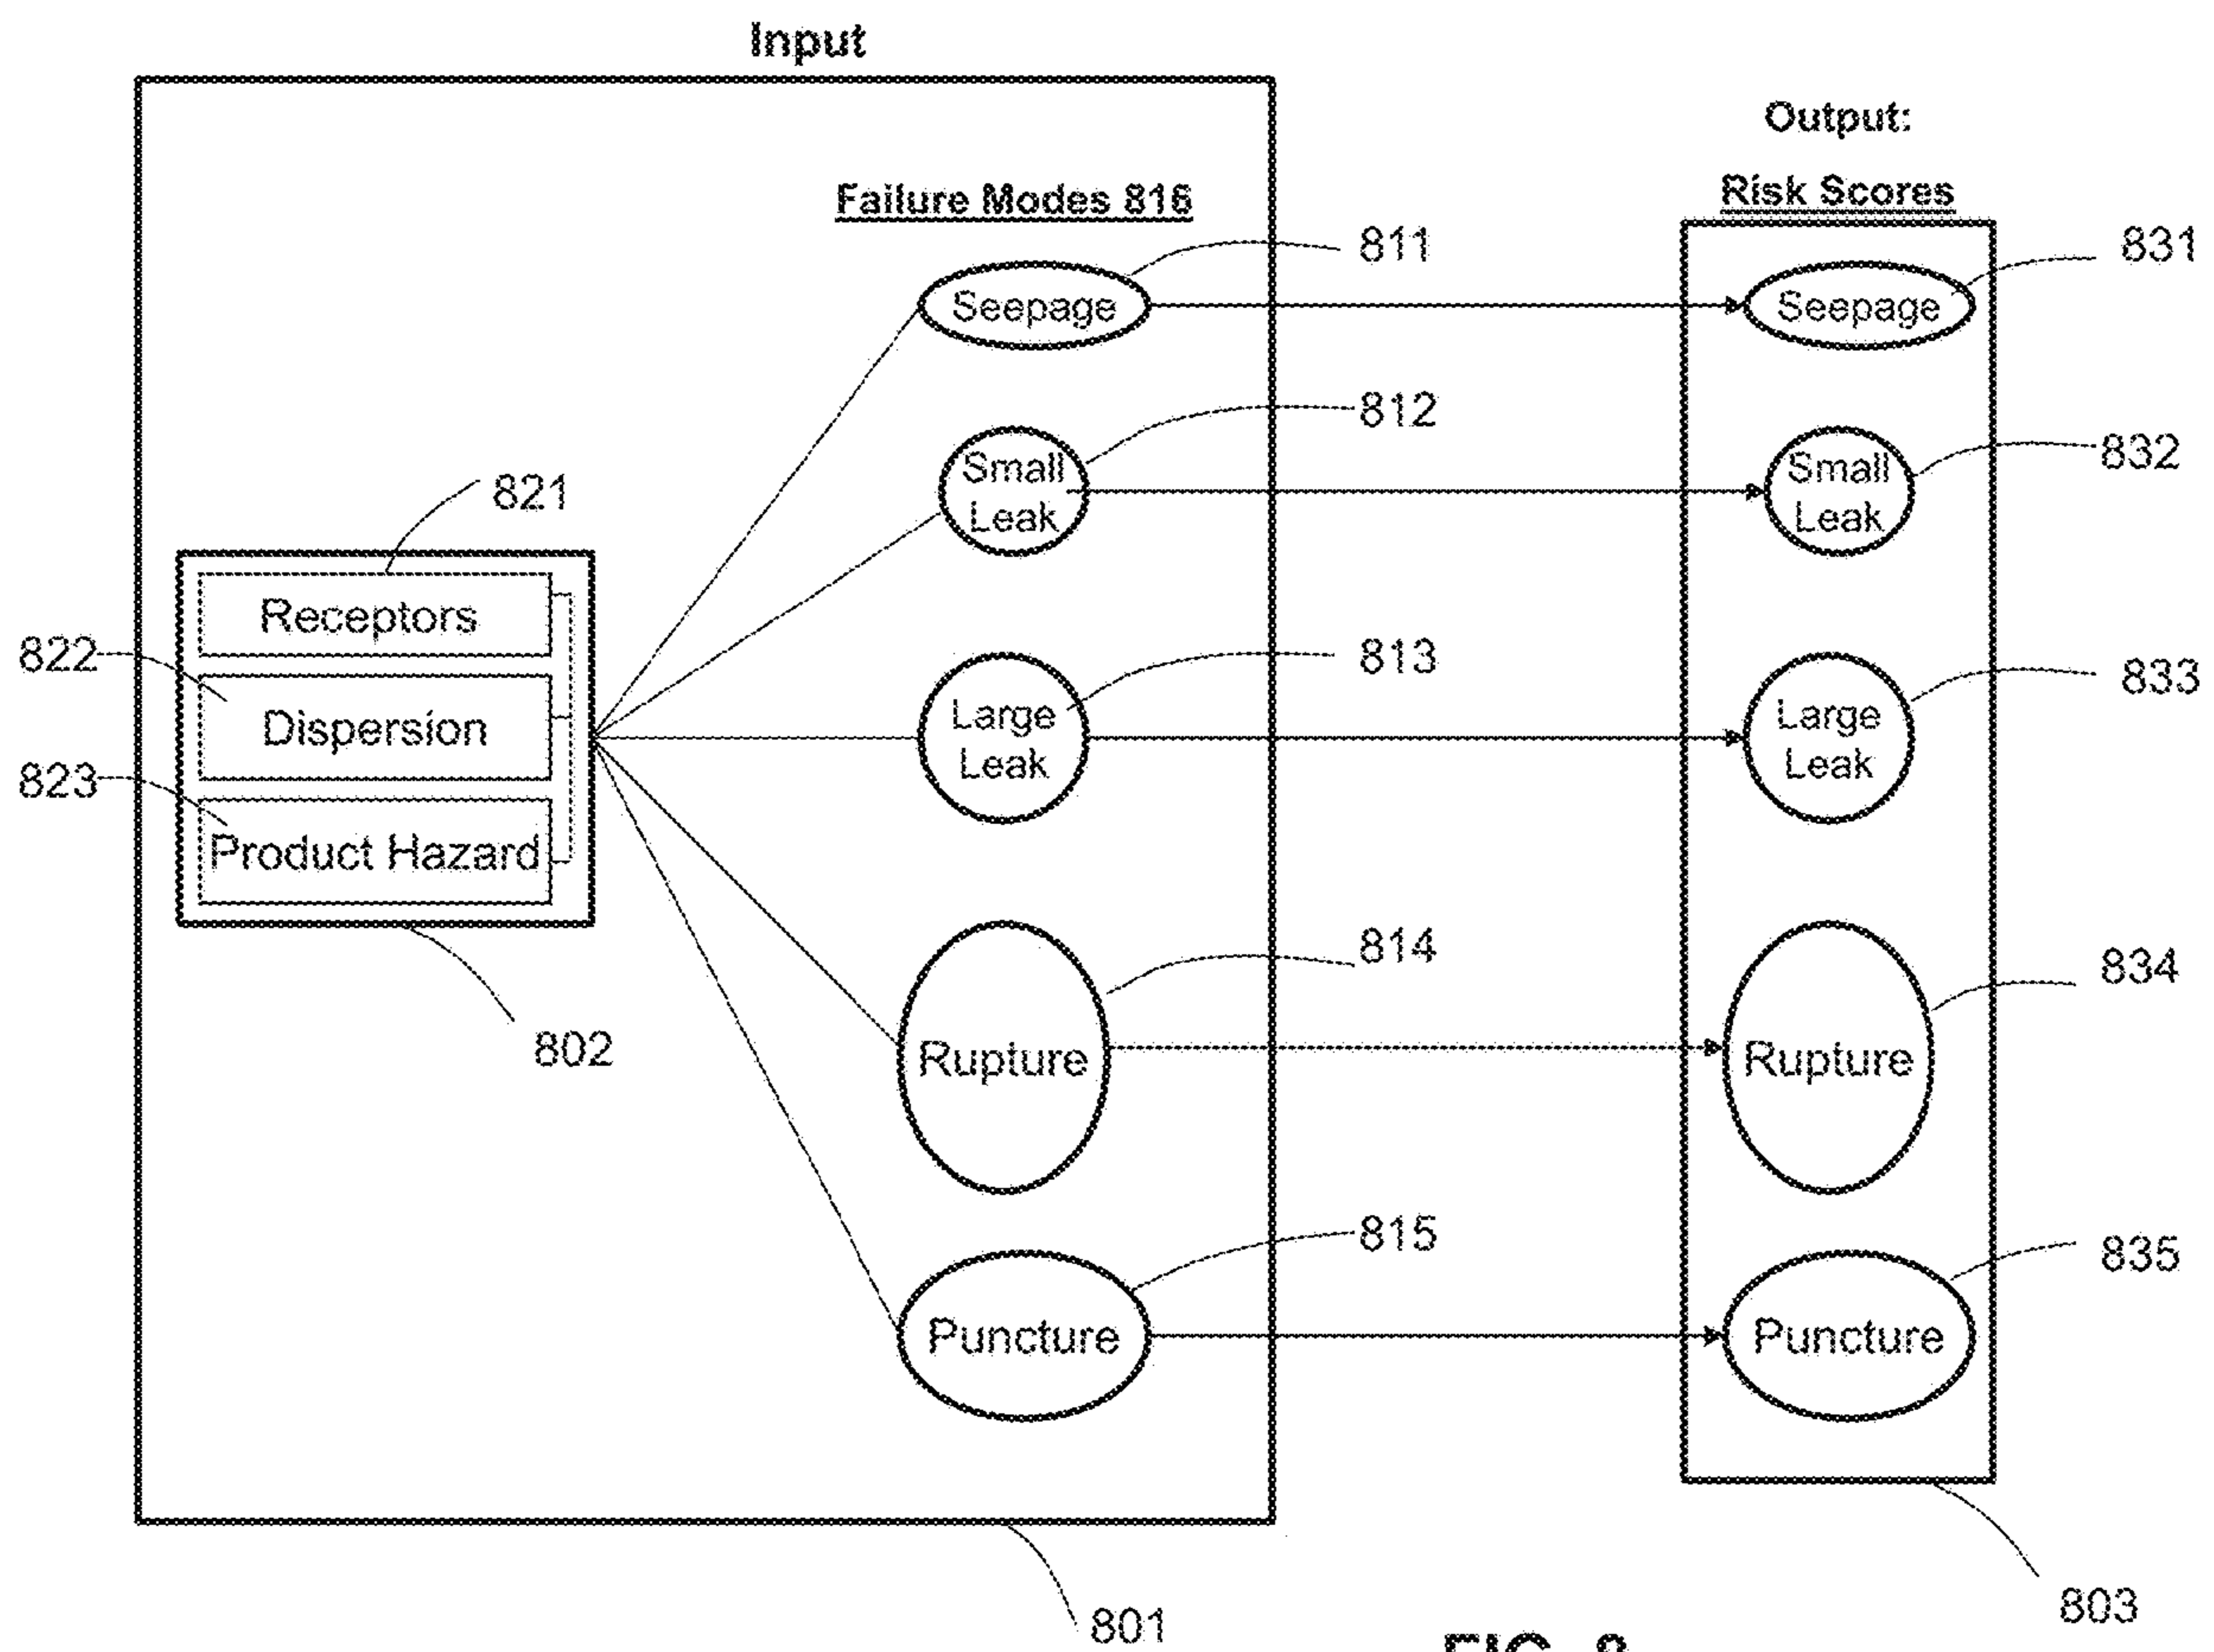 Input
Output:
Risk Scores
Failure Modes 816
811
Seepage
Seepage
831
812
Small
Leak
Small
Leak
832
821
Receptors
822
Dispersion
823
Product Hazard
802
813
Large
Leak
Large
Leak
833
814
Rupture
Rupture
834
815
Puncture
Puncture
835
801
803
FIG. 8